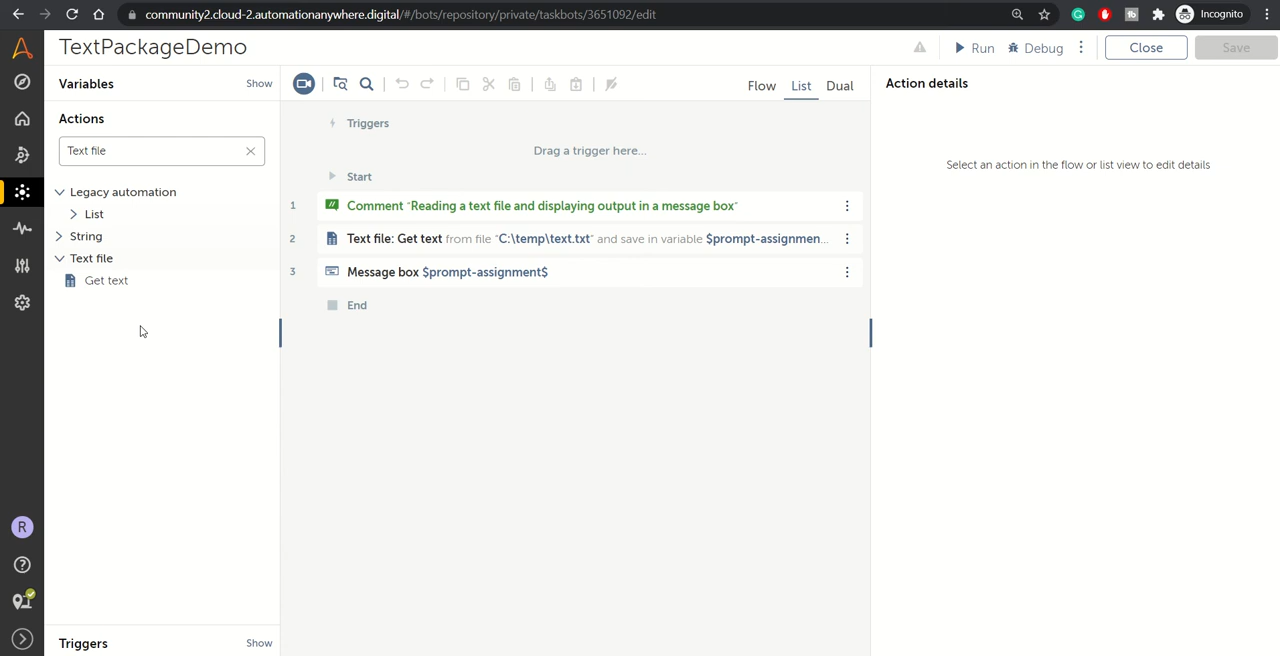 community2.cloud-2.automationanywhere.digital/#/bots/repository/private/taskbots/3651092/edit
Incognito
TextPackageDemo
Run
Debug
Close
Save
Variables
Show
Flow
List
Dual
Action details
Actions
Text file
Legacy automation
List
String
Text file
Get text
Triggers
Drag a trigger here...
Start
1 Comment "Reading a text file and displaying output in a message box"
2 Text file: Get text from file "C:\temp\text.txt" and save in variable $prompt-assignmen...
3 Message box $prompt-assignment$
End
Select an action in the flow or list view to edit details
R
Triggers
Show